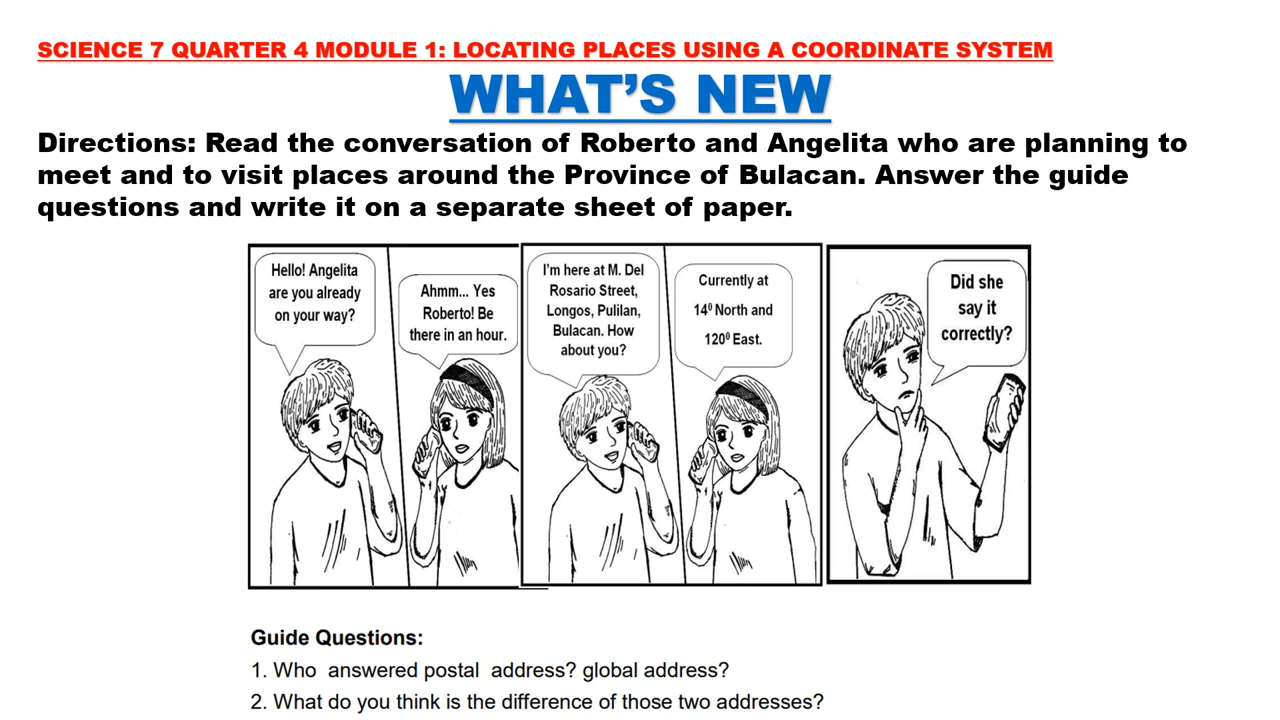 SCIENCE 7 QUARTER 4 MODULE 1: LOCATING PLACES USING A COORDINATE SYSTEM
WHAT'S NEW
Directions: Read the conversation of Roberto and Angelita who are planning to
meet and to visit places around the Province of Bulacan. Answer the guide
questions and write it on a separate sheet of paper.
Hello! Angelita
are you already
on your way?
Ahmm... Yes
Roberto! Be
there in an hour.
I'm here at M. Del
Rosario Street,
Longos, Pulilan,
Bulacan. How
about you?
Currently at
14⁰ North and
120⁰ East.
Did she
say it
correctly?
Guide Questions:
1. Who answered postal address? global address?
2. What do you think is the difference of those two addresses?